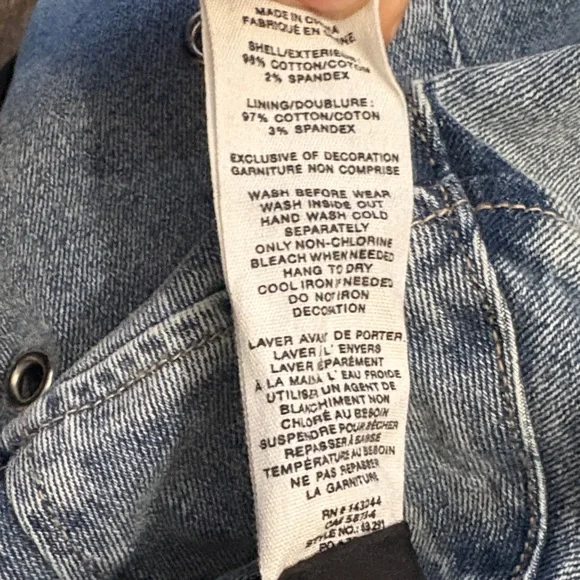 MADE IN CHINA
FABRIQUÉ EN CHINE
SHELL/EXTERIEUR:
98% COTTON/COTON
2% SPANDEX
LINING/DOUBLURE:
97% COTTON/COTON
3% SPANDEX
EXCLUSIVE OF DECORATION
GARNITURE NON COMPRISE
WASH BEFORE WEAR
WASH INSIDE OUT
HAND WASH COLD
SEPARATELY
ONLY NON-CHLORINE
BLEACH WHEN NEEDED
HANG TO DRY
COOL IRON IF NEEDED
DO NOT IRON
DECORATION
LAVER AVANT DE PORTER
LAVER À L' ENVERS
LAVER SÉPARÉMENT
À LA MAIN À L' EAU FROIDE
UTILISER UN AGENT DE
BLANCHIMENT NON
CHLORÉ AU BESOIN
SUSPENDRE POUR SÉCHER
REPASSER À BASSE
TEMPÉRATURE AU BESOIN
NE PAS REPASSER
LA GARNITURE
RN # 143244
CA#
STYLE NO.: